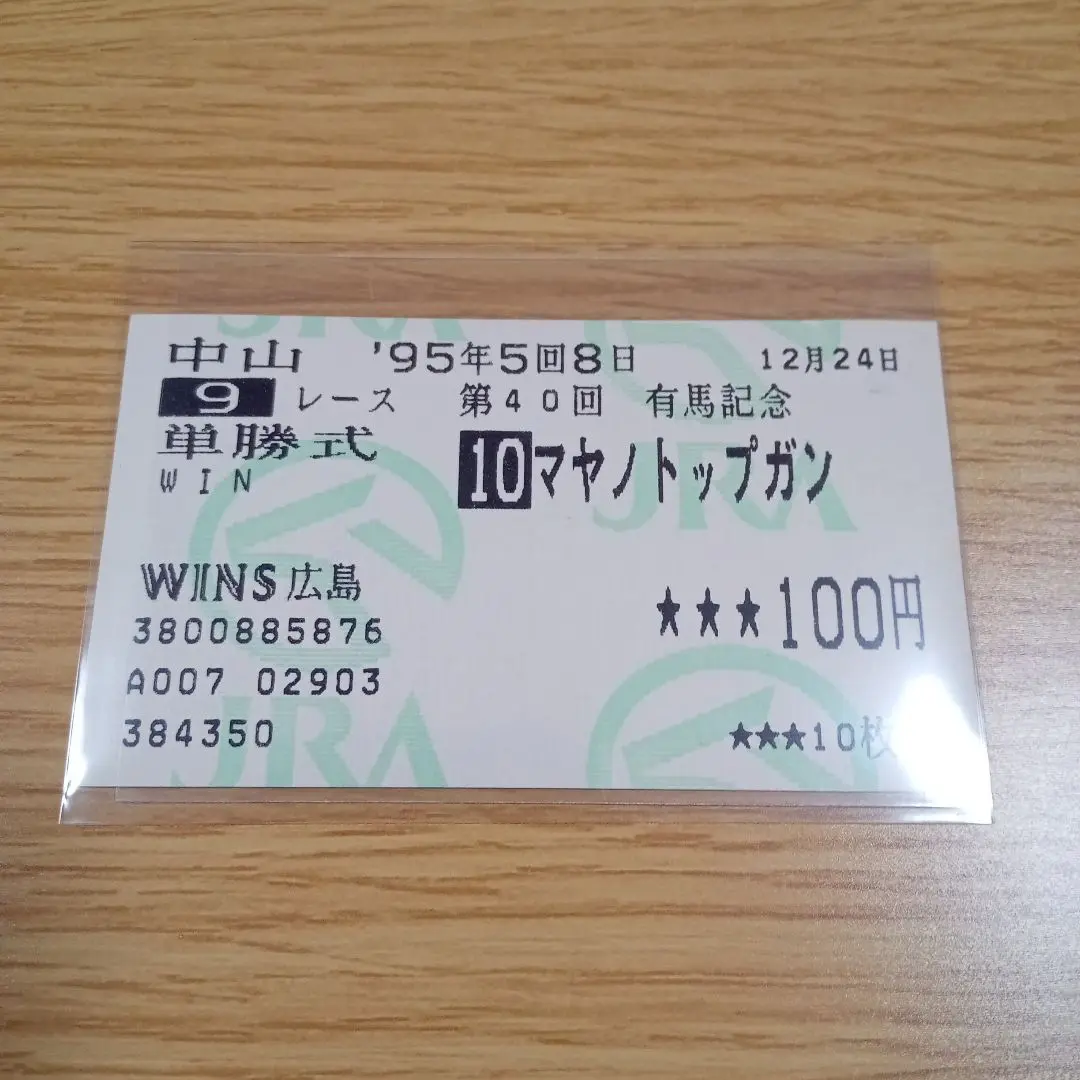 中山 '95年5回8日 12月24日
9 レース 第40回 有馬記念
単勝式 10 マヤノトップガン
WIN
WINS広島
3800885876 ★★★100円
A007 02903
384350 ★★★10枚
JRA
JRA
JRA